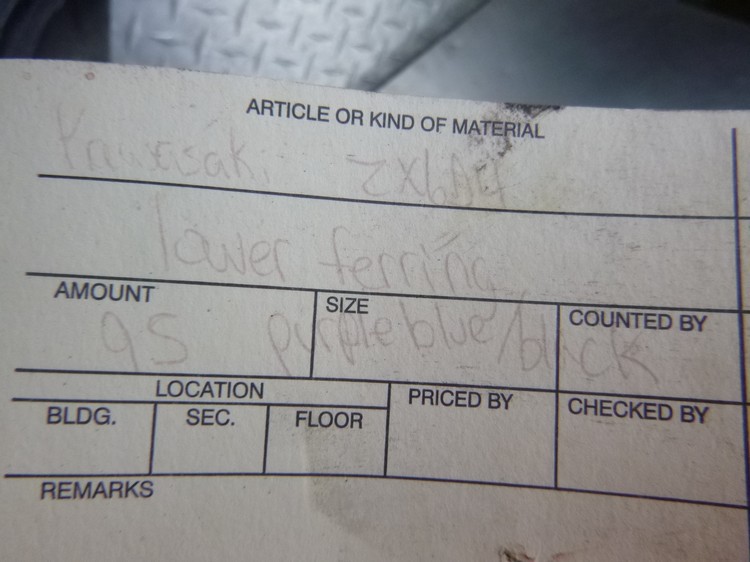 ARTICLE OR KIND OF MATERIAL
Kawasaki ZX6
lower ferring
AMOUNT SIZE COUNTED BY
95 purple blue/black
LOCATION PRICED BY CHECKED BY
BLDG. SEC. FLOOR
REMARKS